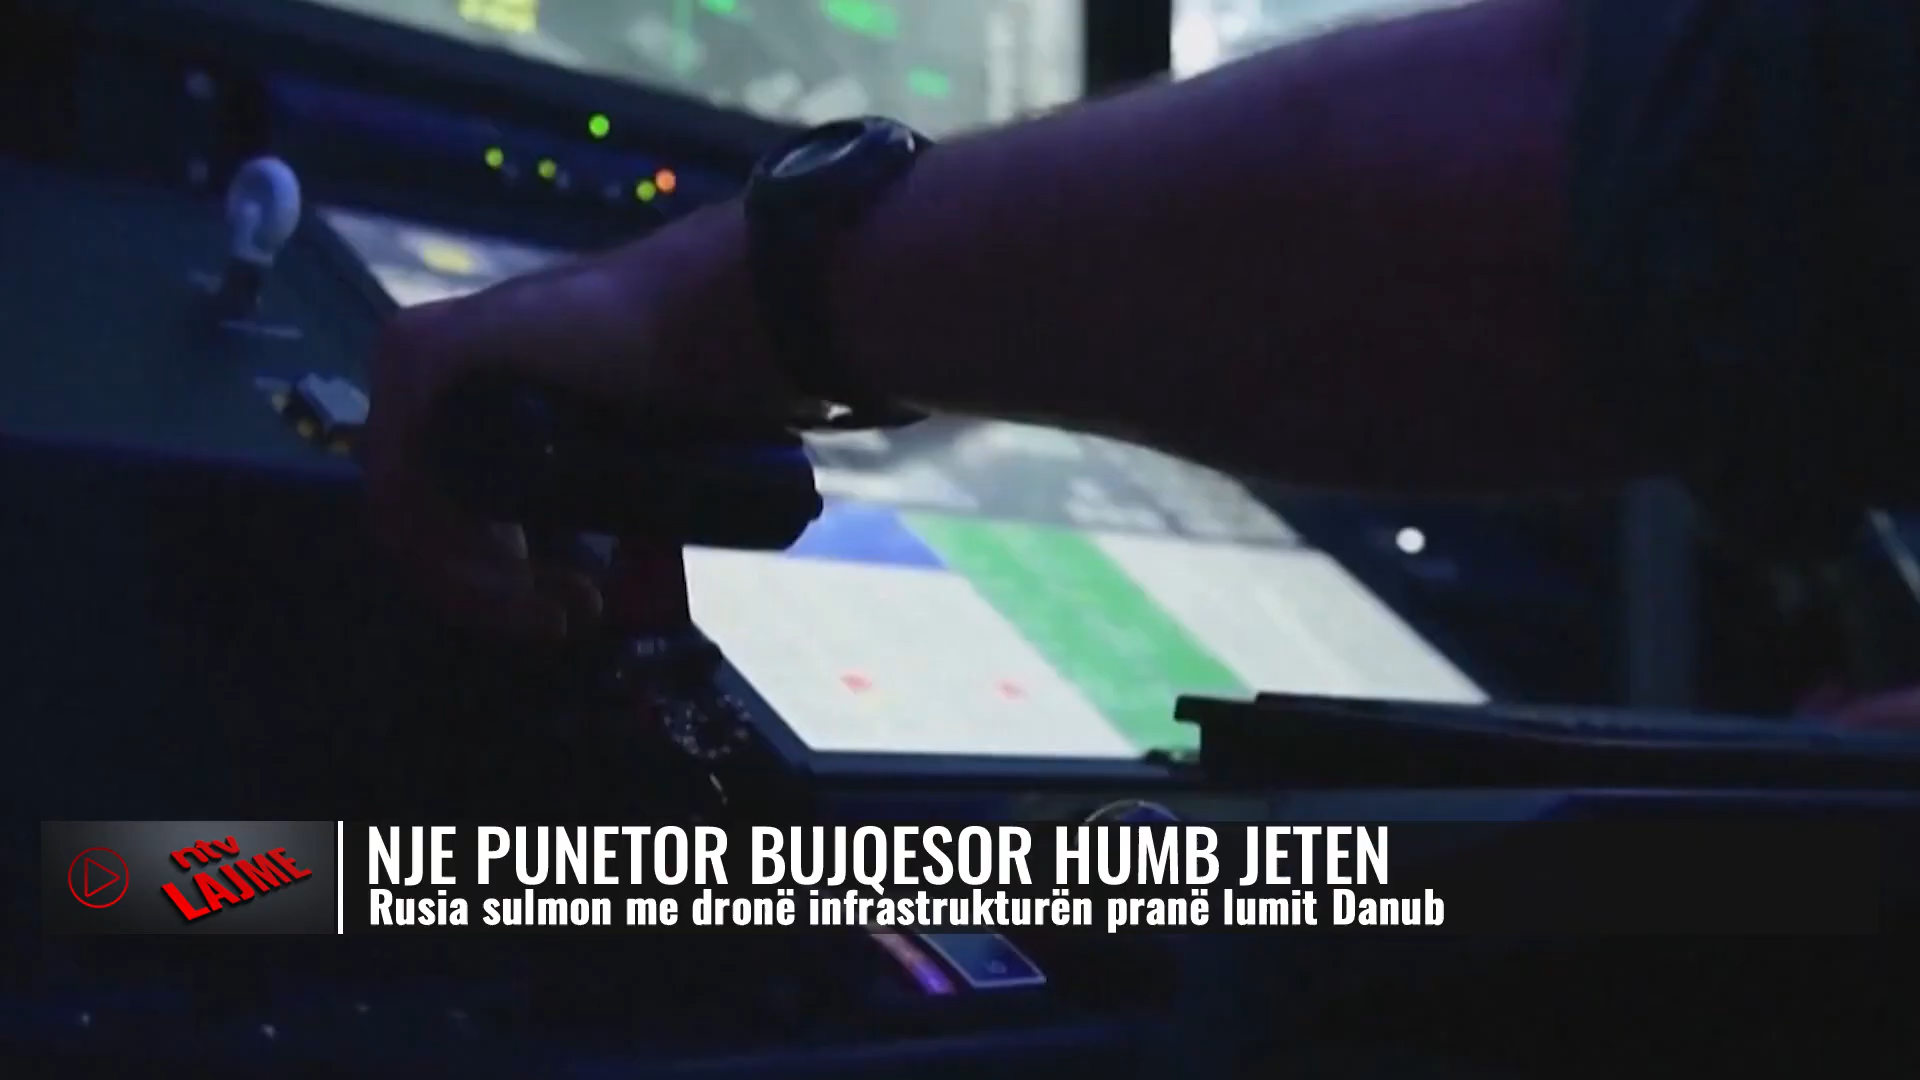 ntv
LAJME
NJE PUNETOR BUJQESOR HUMB JETEN
Rusia sulmon me dronë infrastrukturën pranë lumit Danub